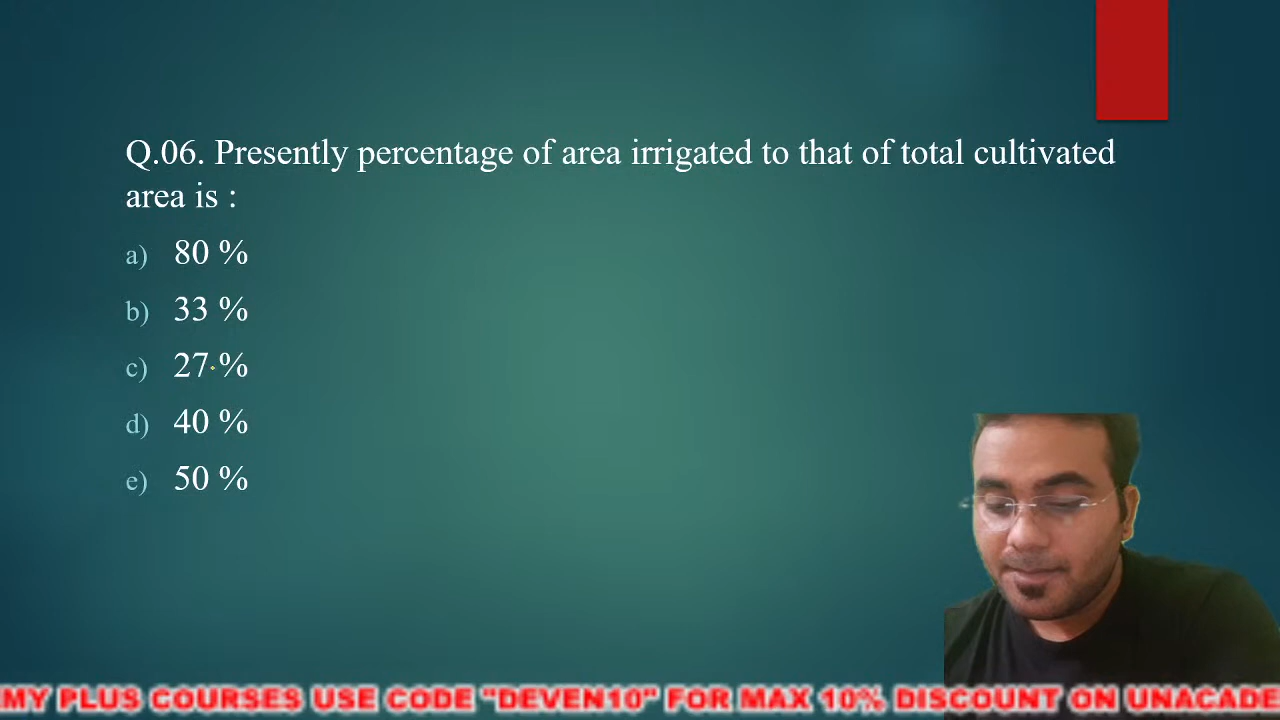 Q.06. Presently percentage of area irrigated to that of total cultivated
area is :
a) 80 %
b) 33 %
c) 27 %
d) 40 %
e) 50 %
MY PLUS COURSES USE CODE "DEVEN10" FOR MAX 10% DISCOUNT ON UNACADE